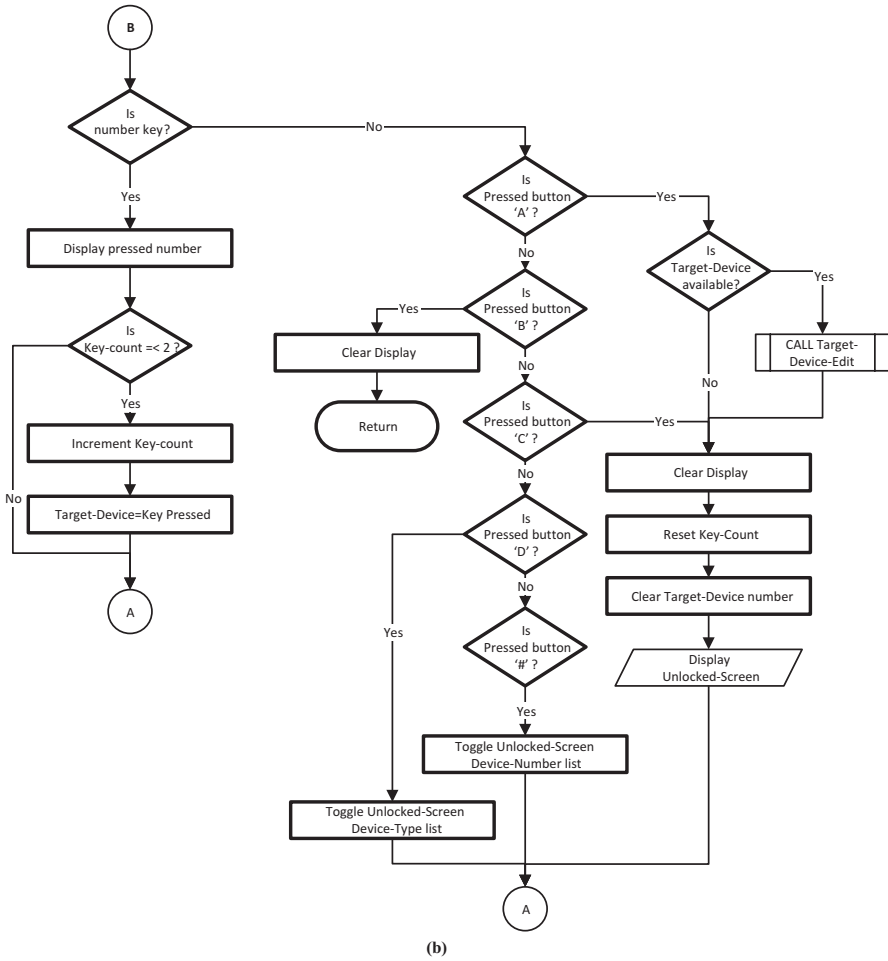 B
Is
number key?
No
Yes
Display pressed number
Is
Key-count =< 2 ?
Yes
Increment Key-count
No
Target-Device=Key Pressed
A
Is
Pressed button
‘A’ ?
Yes
No
Is
Target-Device
available?
Yes
No
CALL Target-
Device-Edit
Is
Pressed button
‘B’ ?
Yes
Clear Display
Return
No
Is
Pressed button
‘C’ ?
Yes
No
Clear Display
Reset Key-Count
Clear Target-Device number
Display
Unlocked-Screen
Is
Pressed button
‘D’ ?
No
Yes
Is
Pressed button
‘#’ ?
Yes
Toggle Unlocked-Screen
Device-Number list
Toggle Unlocked-Screen
Device-Type list
A
(b)